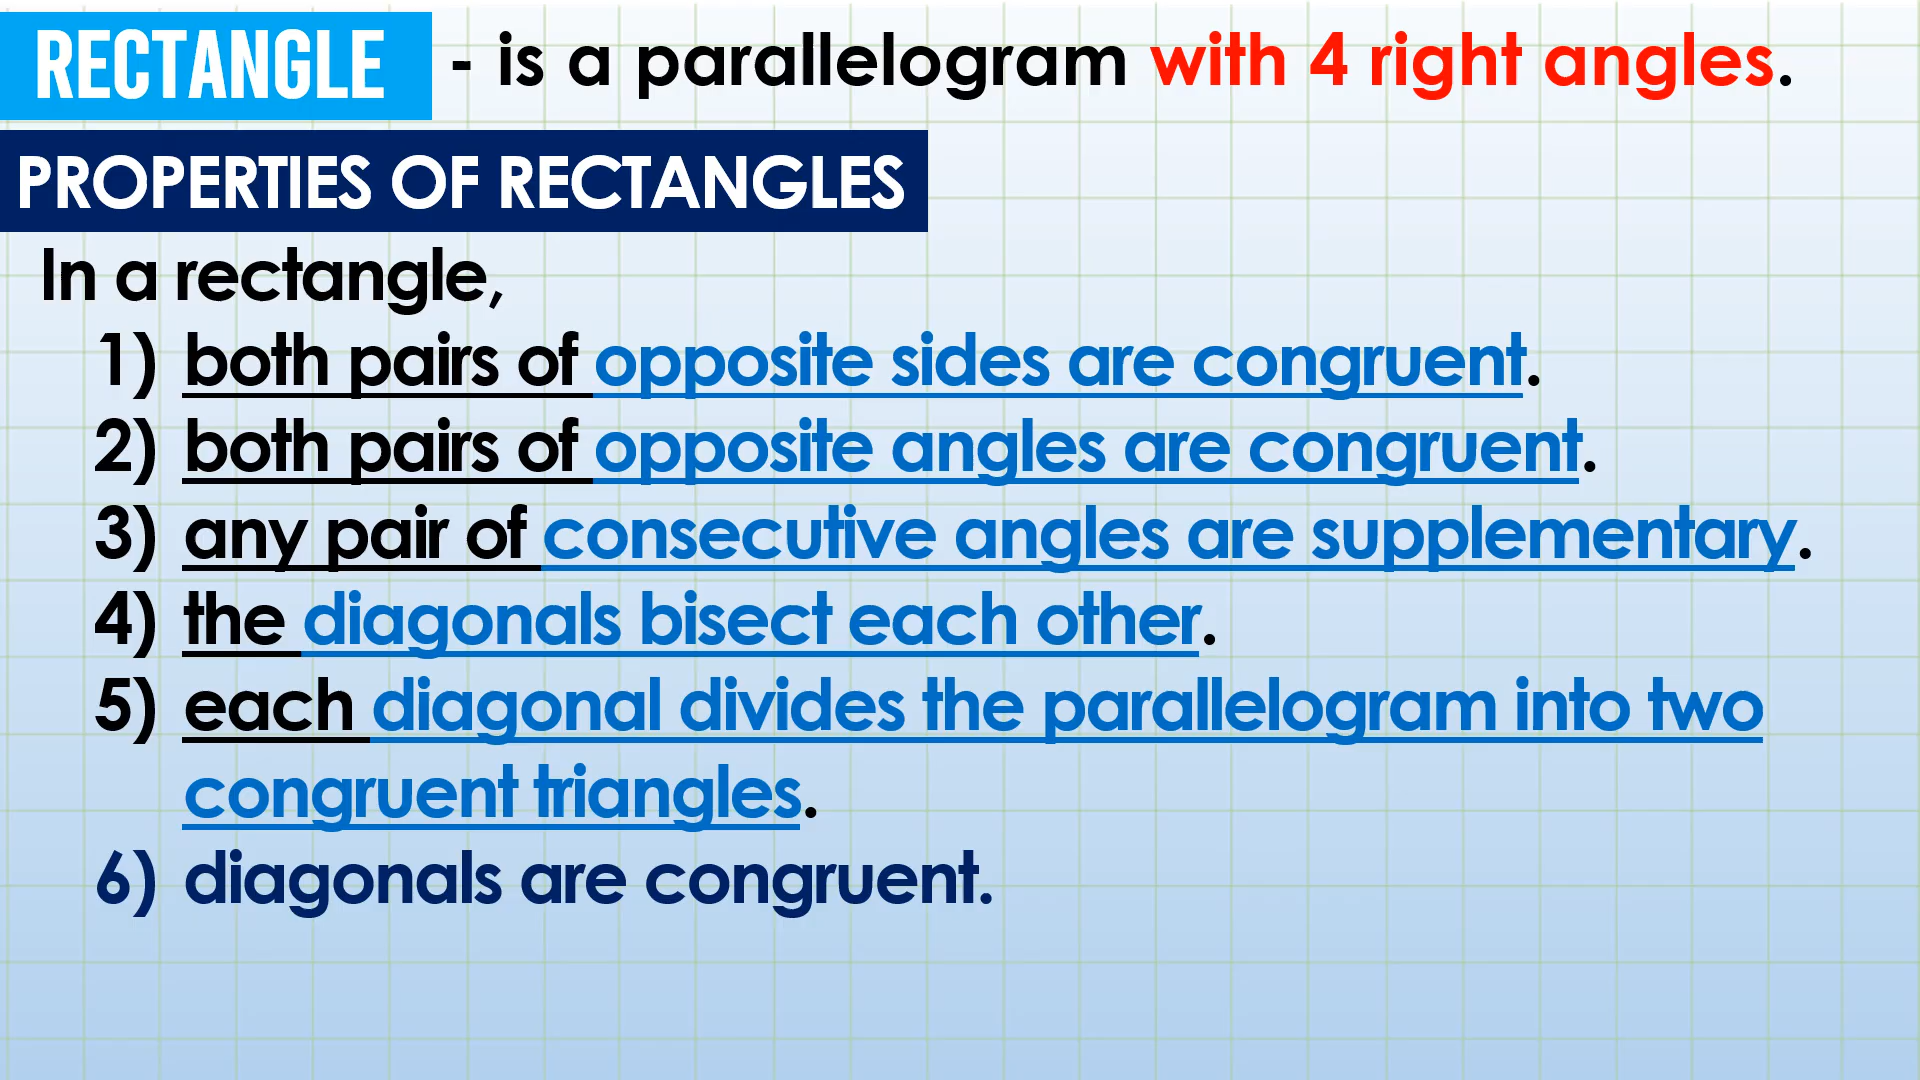 RECTANGLE - is a parallelogram with 4 right angles.
PROPERTIES OF RECTANGLES
In a rectangle,
1) both pairs of opposite sides are congruent.
2) both pairs of opposite angles are congruent.
3) any pair of consecutive angles are supplementary.
4) the diagonals bisect each other.
5) each diagonal divides the parallelogram into two
congruent triangles.
6) diagonals are congruent.